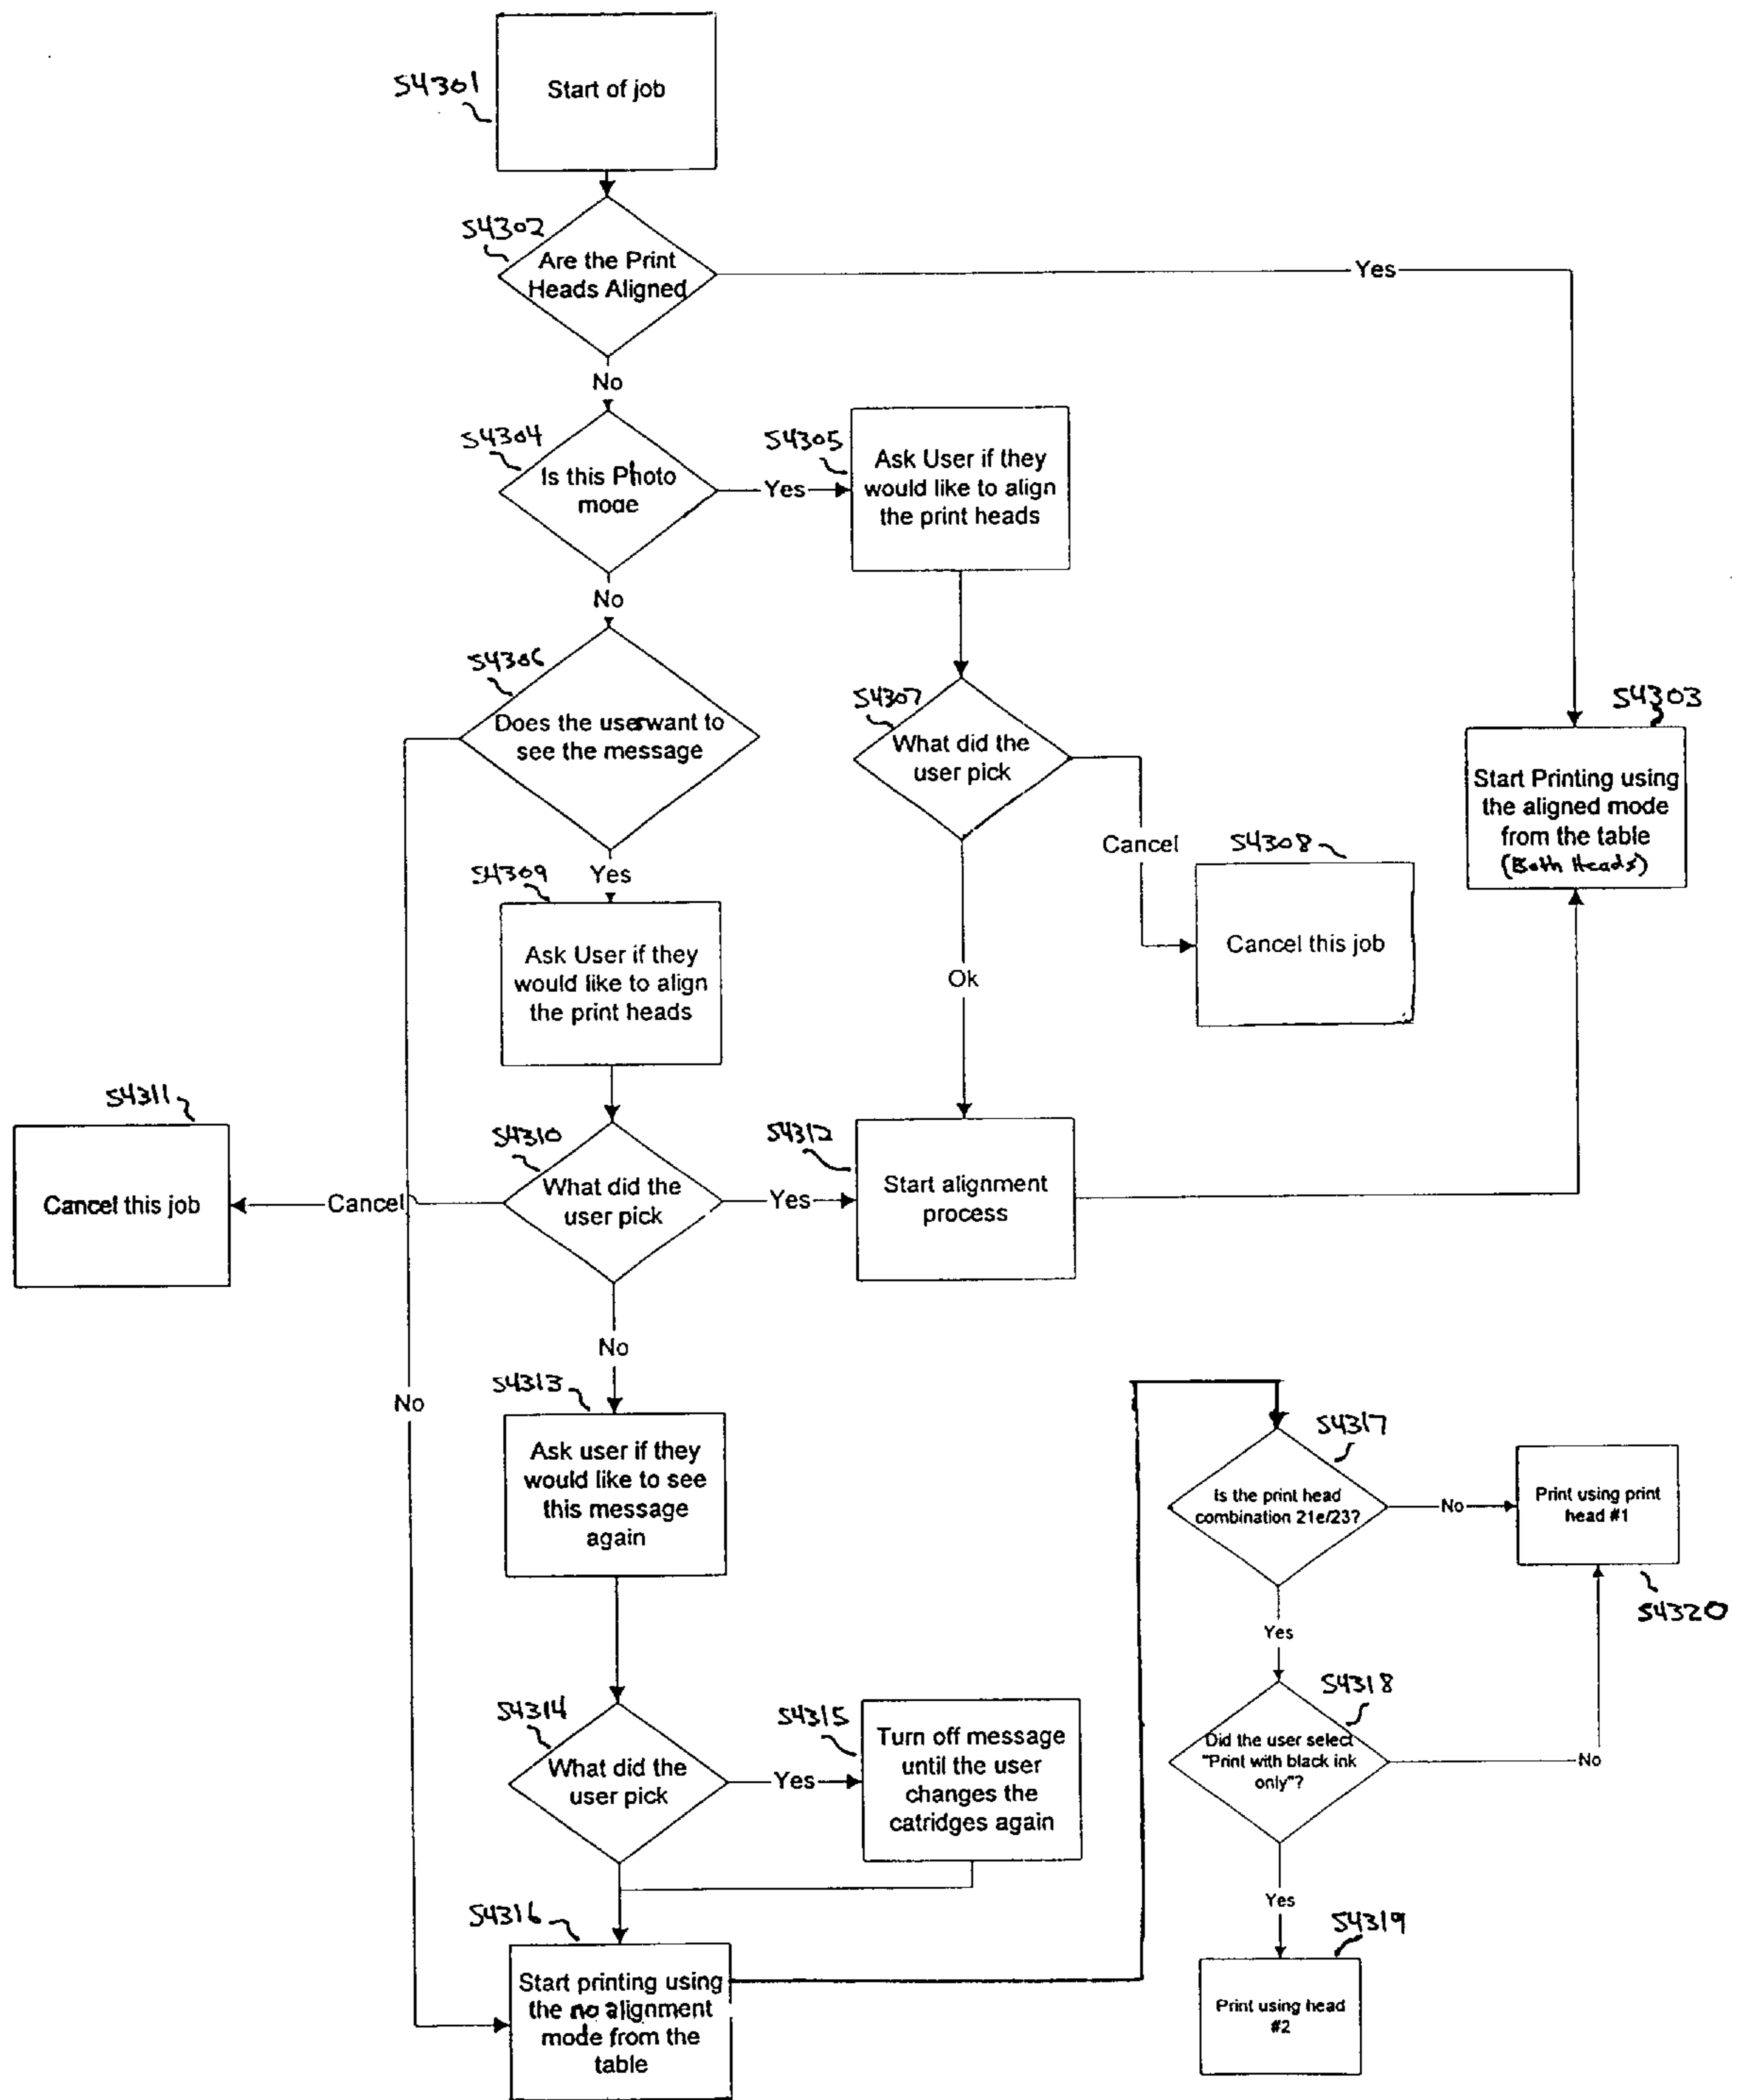 S4301
Start of job
S4302
Are the Print
Heads Aligned
Yes
No
S4304
Is this Photo
mode
Yes
S4305
Ask User if they
would like to align
the print heads
No
S4306
Does the user want to
see the message
S4307
What did the
user pick
S4303
Start Printing using
the aligned mode
from the table
(Both Heads)
Cancel
S4308
Cancel this job
Yes
S4309
Ask User if they
would like to align
the print heads
Ok
S4311
Cancel this job
Cancel
S4310
What did the
user pick
Yes
S4312
Start alignment
process
No
No
S4313
Ask user if they
would like to see
this message
again
S4317
Is the print head
combination 21e/23?
No
Print using print
head #1
S4320
Yes
S4314
What did the
user pick
Yes
S4315
Turn off message
until the user
changes the
catridges again
S4318
Did the user select
"Print with black ink
only"?
No
Yes
S4316
Start printing using
the no alignment
mode from the
table
S4319
Print using head
#2